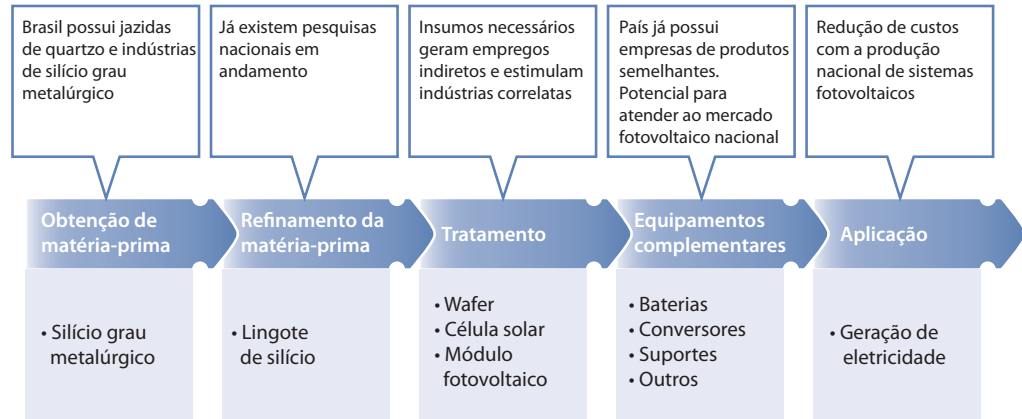 Brasil possui jazidas
de quartzo e indústrias
de silício grau
metalúrgico
Já existem pesquisas
nacionais em
andamento
Insumos necessários
geram empregos
indiretos e estimulam
indústrias correlatas
País já possui
empresas de produtos
semelhantes.
Potencial para
atender ao mercado
fotovoltaico nacional
Redução de custos
com a produção
nacional de sistemas
fotovoltaicos
Obtenção de
matéria-prima
Refinamento da
matéria-prima
Tratamento
Equipamentos
complementares
Aplicação
• Silício grau
metalúrgico
• Lingote
de silício
• Wafer
• Célula solar
• Módulo
fotovoltaico
• Baterias
• Conversores
• Suportes
• Outros
• Geração de
eletricidade